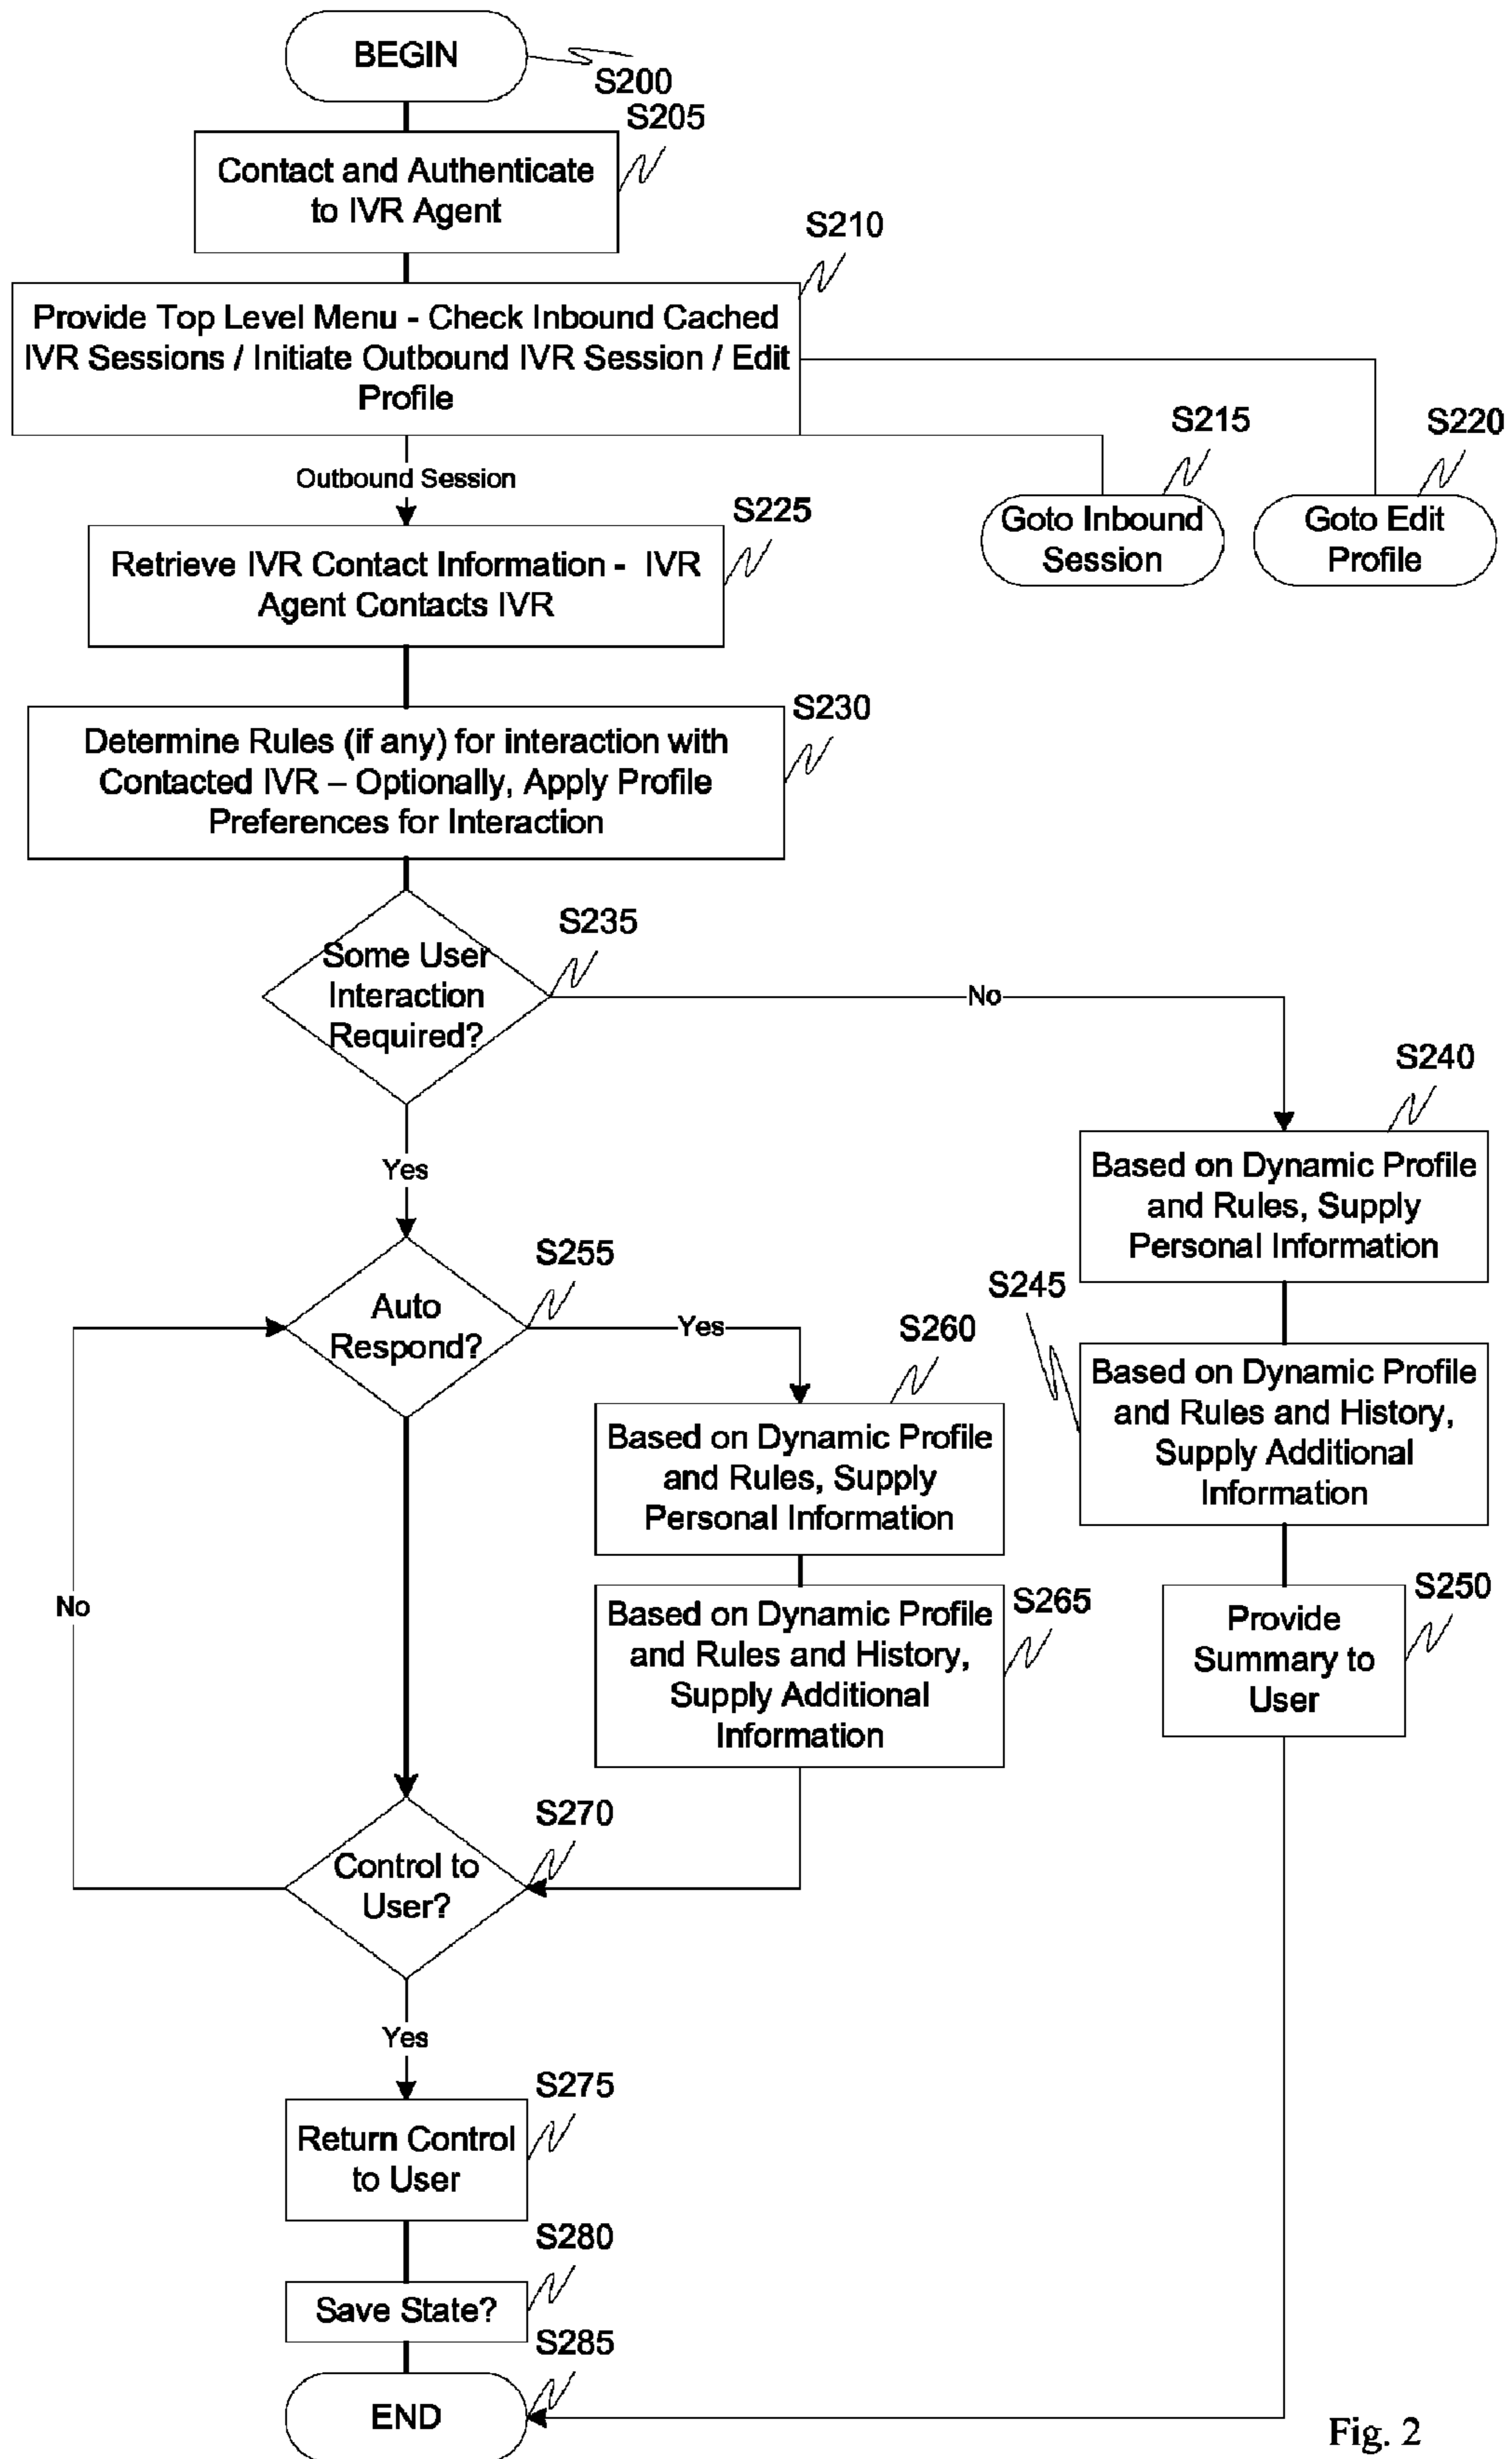 BEGIN
S200
S205
Contact and Authenticate
to IVR Agent
S210
Provide Top Level Menu - Check Inbound Cached
IVR Sessions / Initiate Outbound IVR Session / Edit
Profile
S215
S220
Outbound Session
Goto Inbound
Session
Goto Edit
Profile
S225
Retrieve IVR Contact Information - IVR
Agent Contacts IVR
S230
Determine Rules (if any) for interaction with
Contacted IVR – Optionally, Apply Profile
Preferences for Interaction
S235
Some User
Interaction
Required?
No
S240
Based on Dynamic Profile
and Rules, Supply
Personal Information
Yes
S245
Based on Dynamic Profile
and Rules and History,
Supply Additional
Information
S250
Provide
Summary to
User
S255
Auto
Respond?
Yes
S260
Based on Dynamic Profile
and Rules, Supply
Personal Information
S265
Based on Dynamic Profile
and Rules and History,
Supply Additional
Information
No
S270
Control to
User?
Yes
S275
Return Control
to User
S280
Save State?
S285
END
Fig. 2